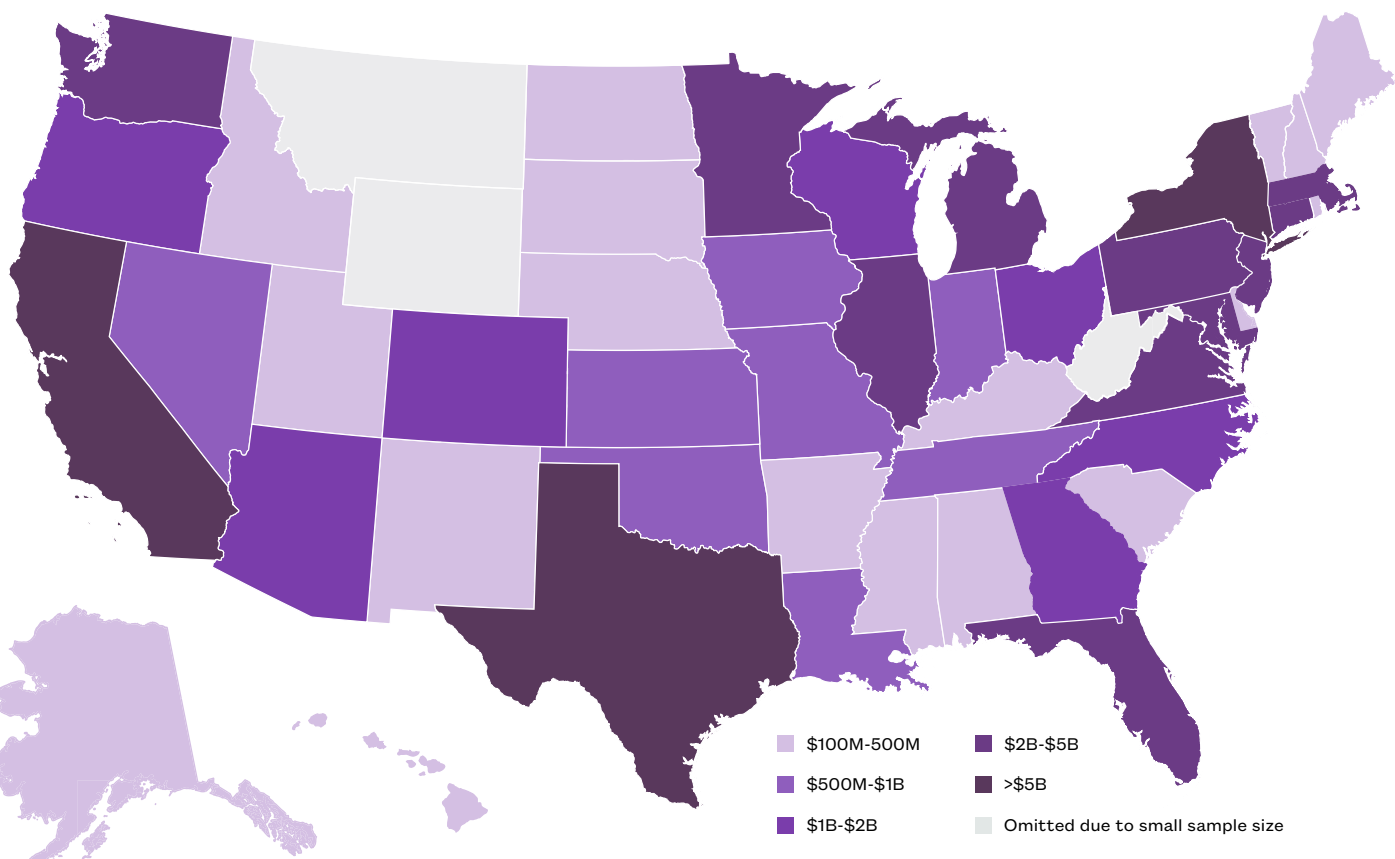 $100M-500M
$500M-$1B
$1B-$2B
$2B-$5B
>$5B
Omitted due to small sample size